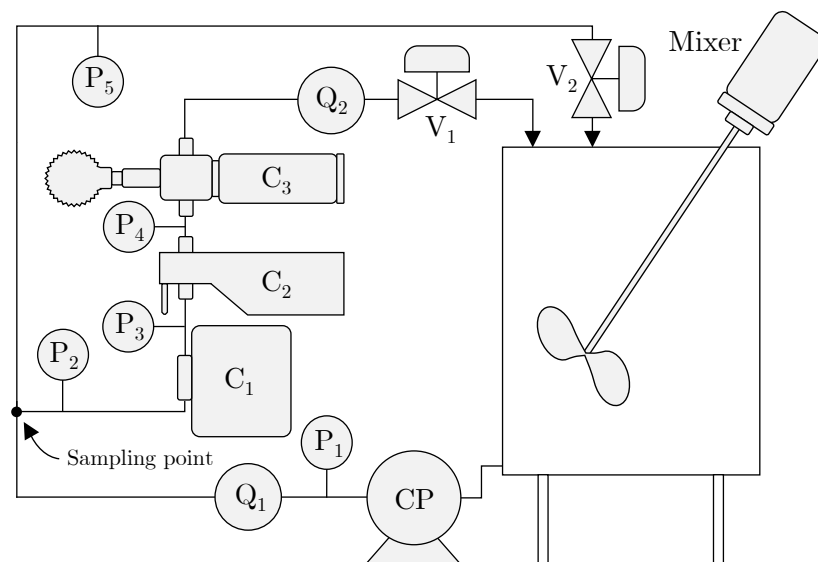 Mixer
P5
V2
Q2
V1
C3
P4
C2
P3
P2
C1
P1
Sampling point
Q1
CP